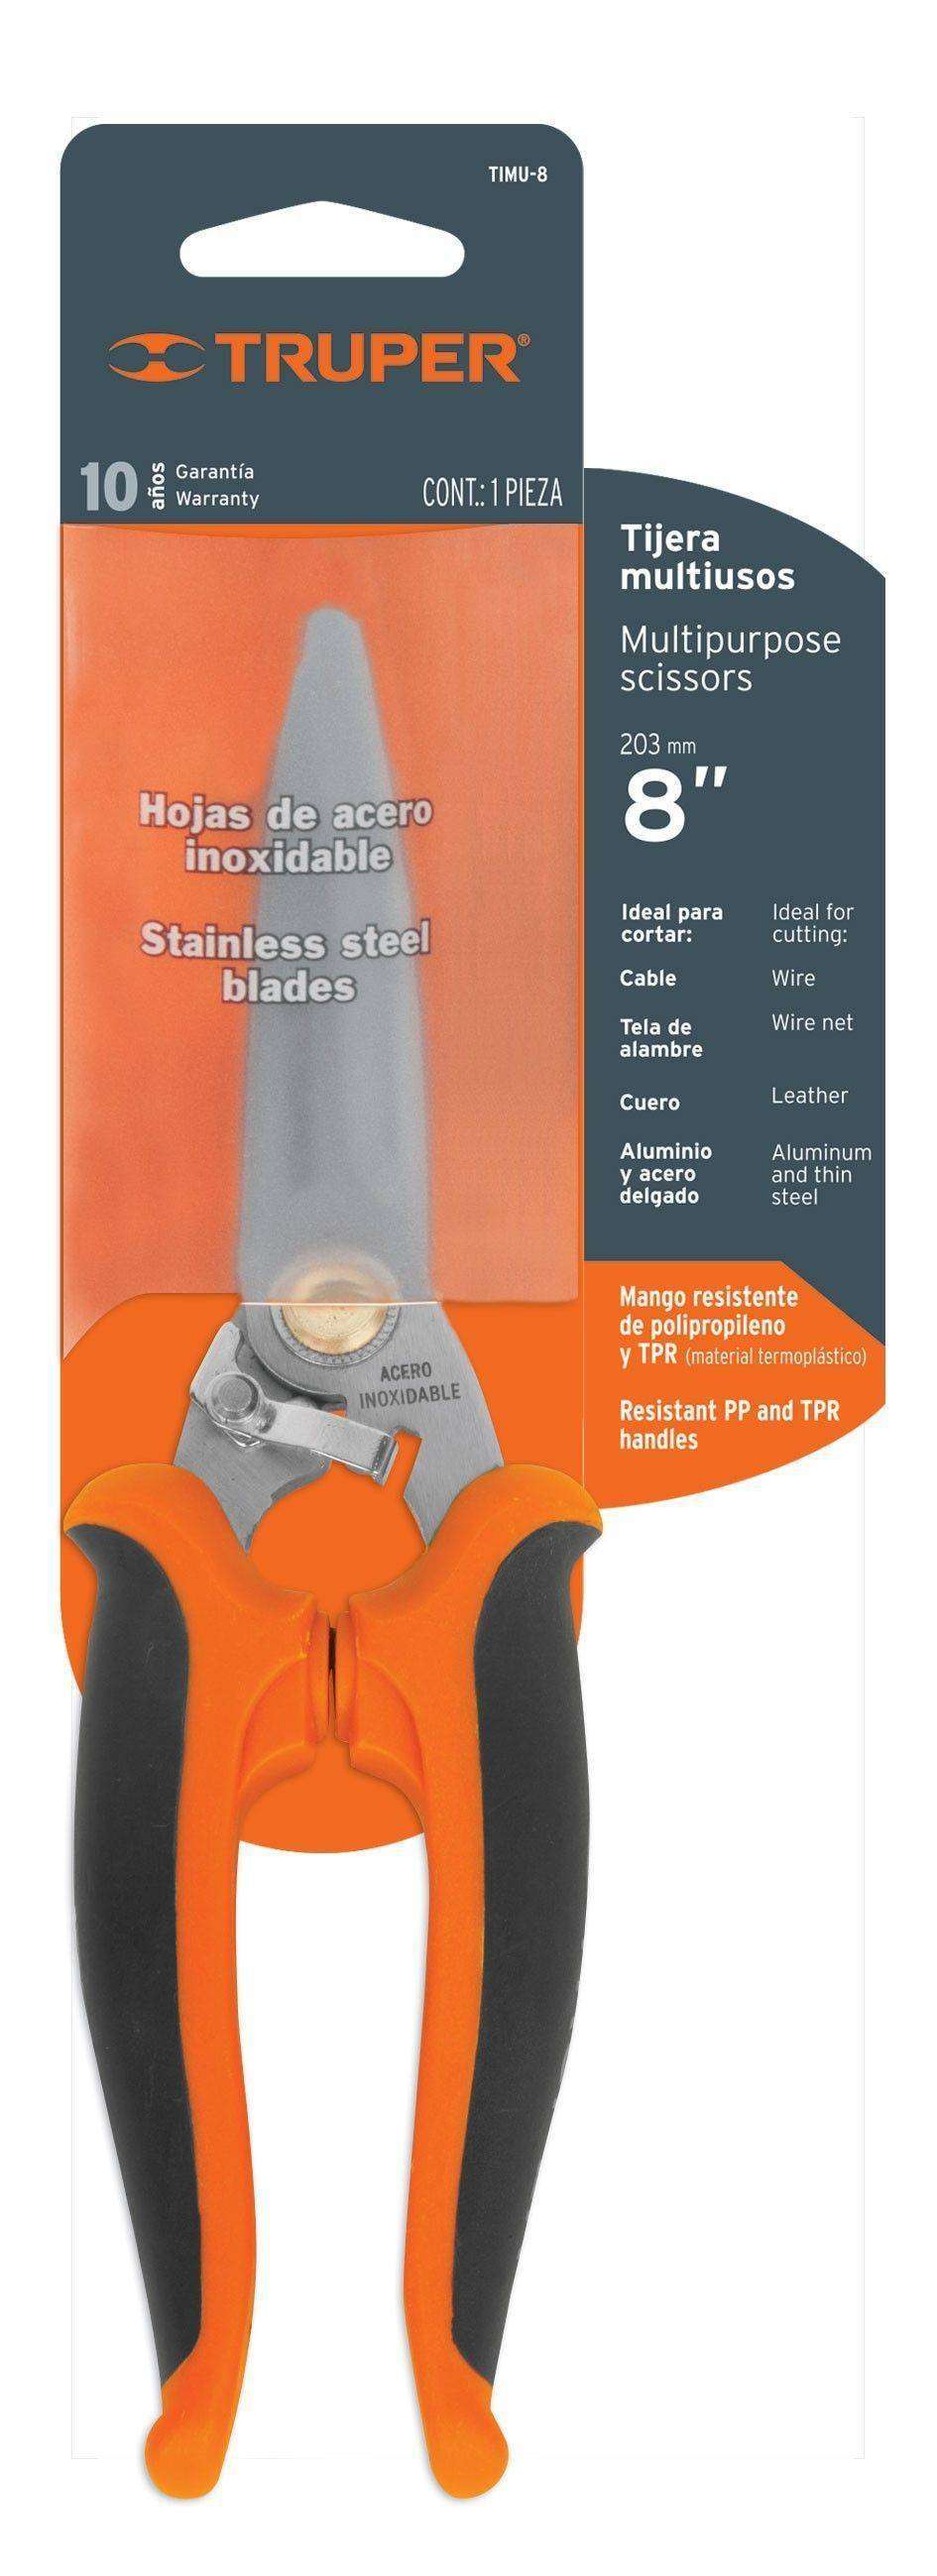 TIMU-8
TRUPER®
10 años
Garantía
Warranty
CONT.: 1 PIEZA
Tijera
multiusos
Multipurpose
scissors
203 mm
8"
Hojas de acero
inoxidable
Stainless steel
blades
Ideal para
cortar:
Ideal for
cutting:
Cable
Wire
Tela de
alambre
Wire net
Cuero
Leather
Aluminio
y acero
delgado
Aluminum
and thin
steel
Mango resistente
de polipropileno
y TPR (material termoplástico)
Resistant PP and TPR
handles
ACERO
INOXIDABLE